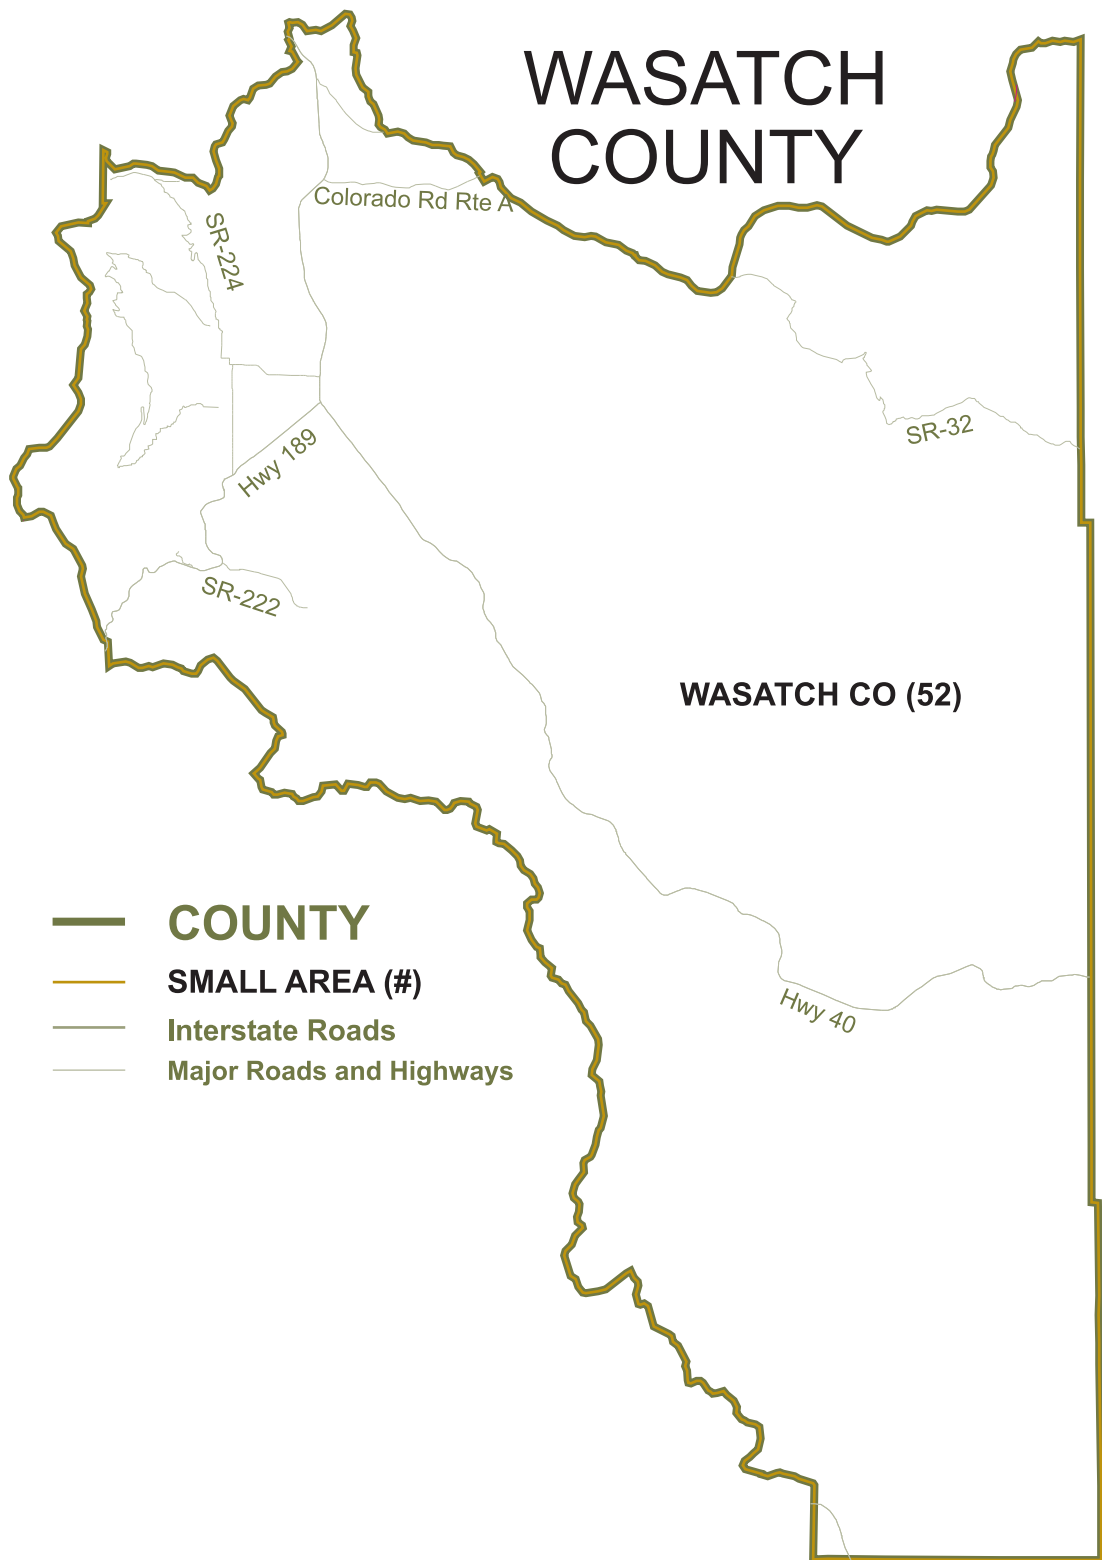 WASATCH
COUNTY
Colorado Rd Rte A
SR-224
SR-32
Hwy 189
SR-222
WASATCH CO (52)
COUNTY
SMALL AREA (#)
Hwy 40
Interstate Roads
Major Roads and Highways